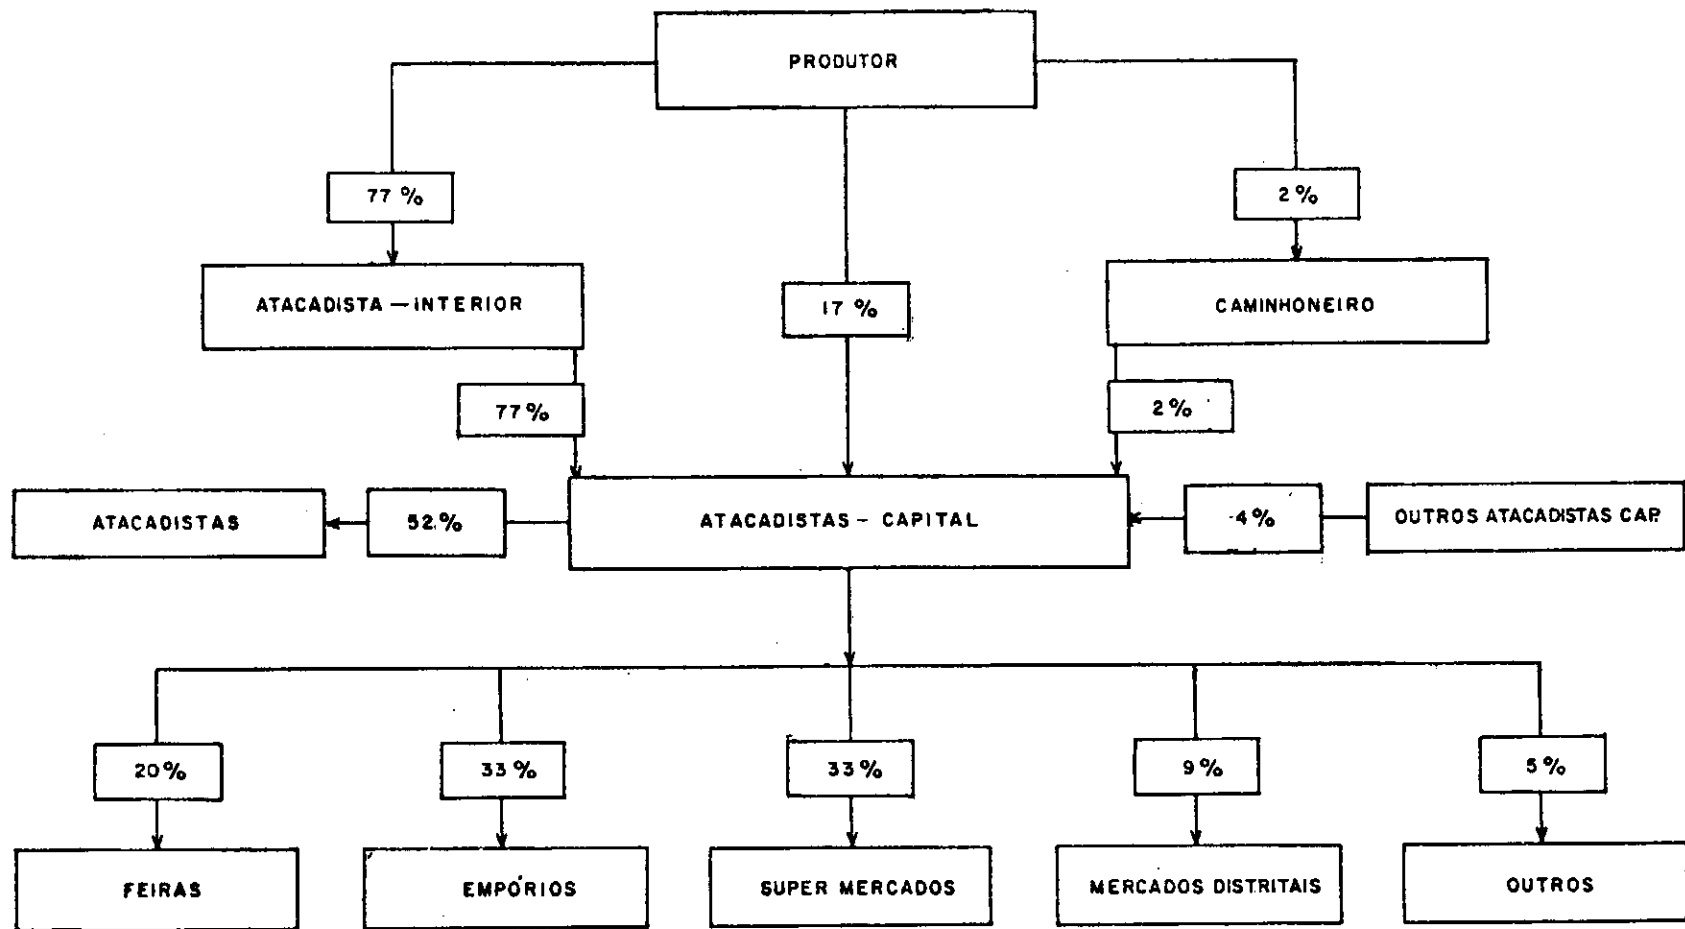 PRODUTOR
77%
2%
ATACADISTA — INTERIOR
17%
CAMINHONEIRO
77%
2%
ATACADISTAS
52%
ATACADISTAS - CAPITAL
4%
OUTROS ATACADISTAS CAP.
20%
33%
33%
9%
5%
FEIRAS
EMPÓRIOS
SUPER MERCADOS
MERCADOS DISTRITAIS
OUTROS